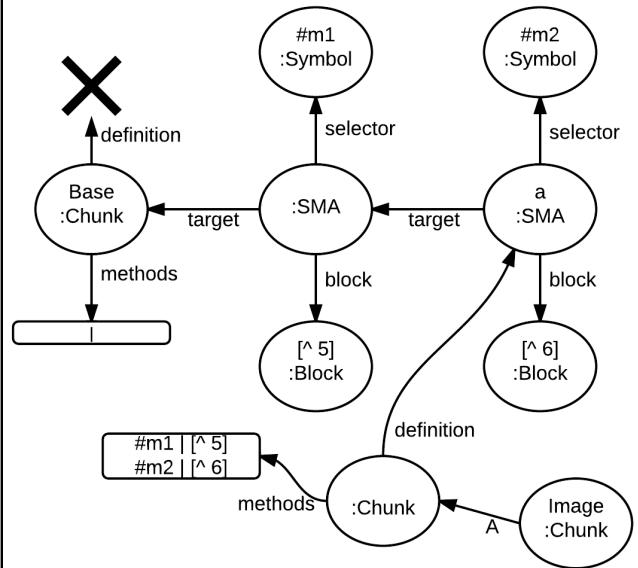 #m1
:Symbol
#m2
:Symbol
definition
selector
selector
Base
:Chunk
:SMA
a
:SMA
target
target
methods
block
block
|
[^ 5]
:Block
[^ 6]
:Block
definition
#m1 | [^ 5]
#m2 | [^ 6]
methods
:Chunk
A
Image
:Chunk